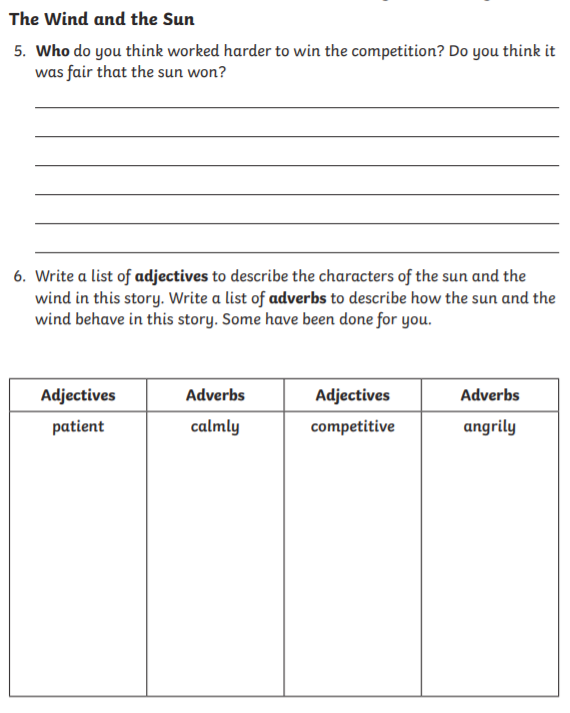 The Wind and the Sun
5. Who do you think worked harder to win the competition? Do you think it
was fair that the sun won?
6. Write a list of adjectives to describe the characters of the sun and the
wind in this story. Write a list of adverbs to describe how the sun and the
wind behave in this story. Some have been done for you.
Adjectives Adverbs Adjectives Adverbs
patient calmly competitive angrily